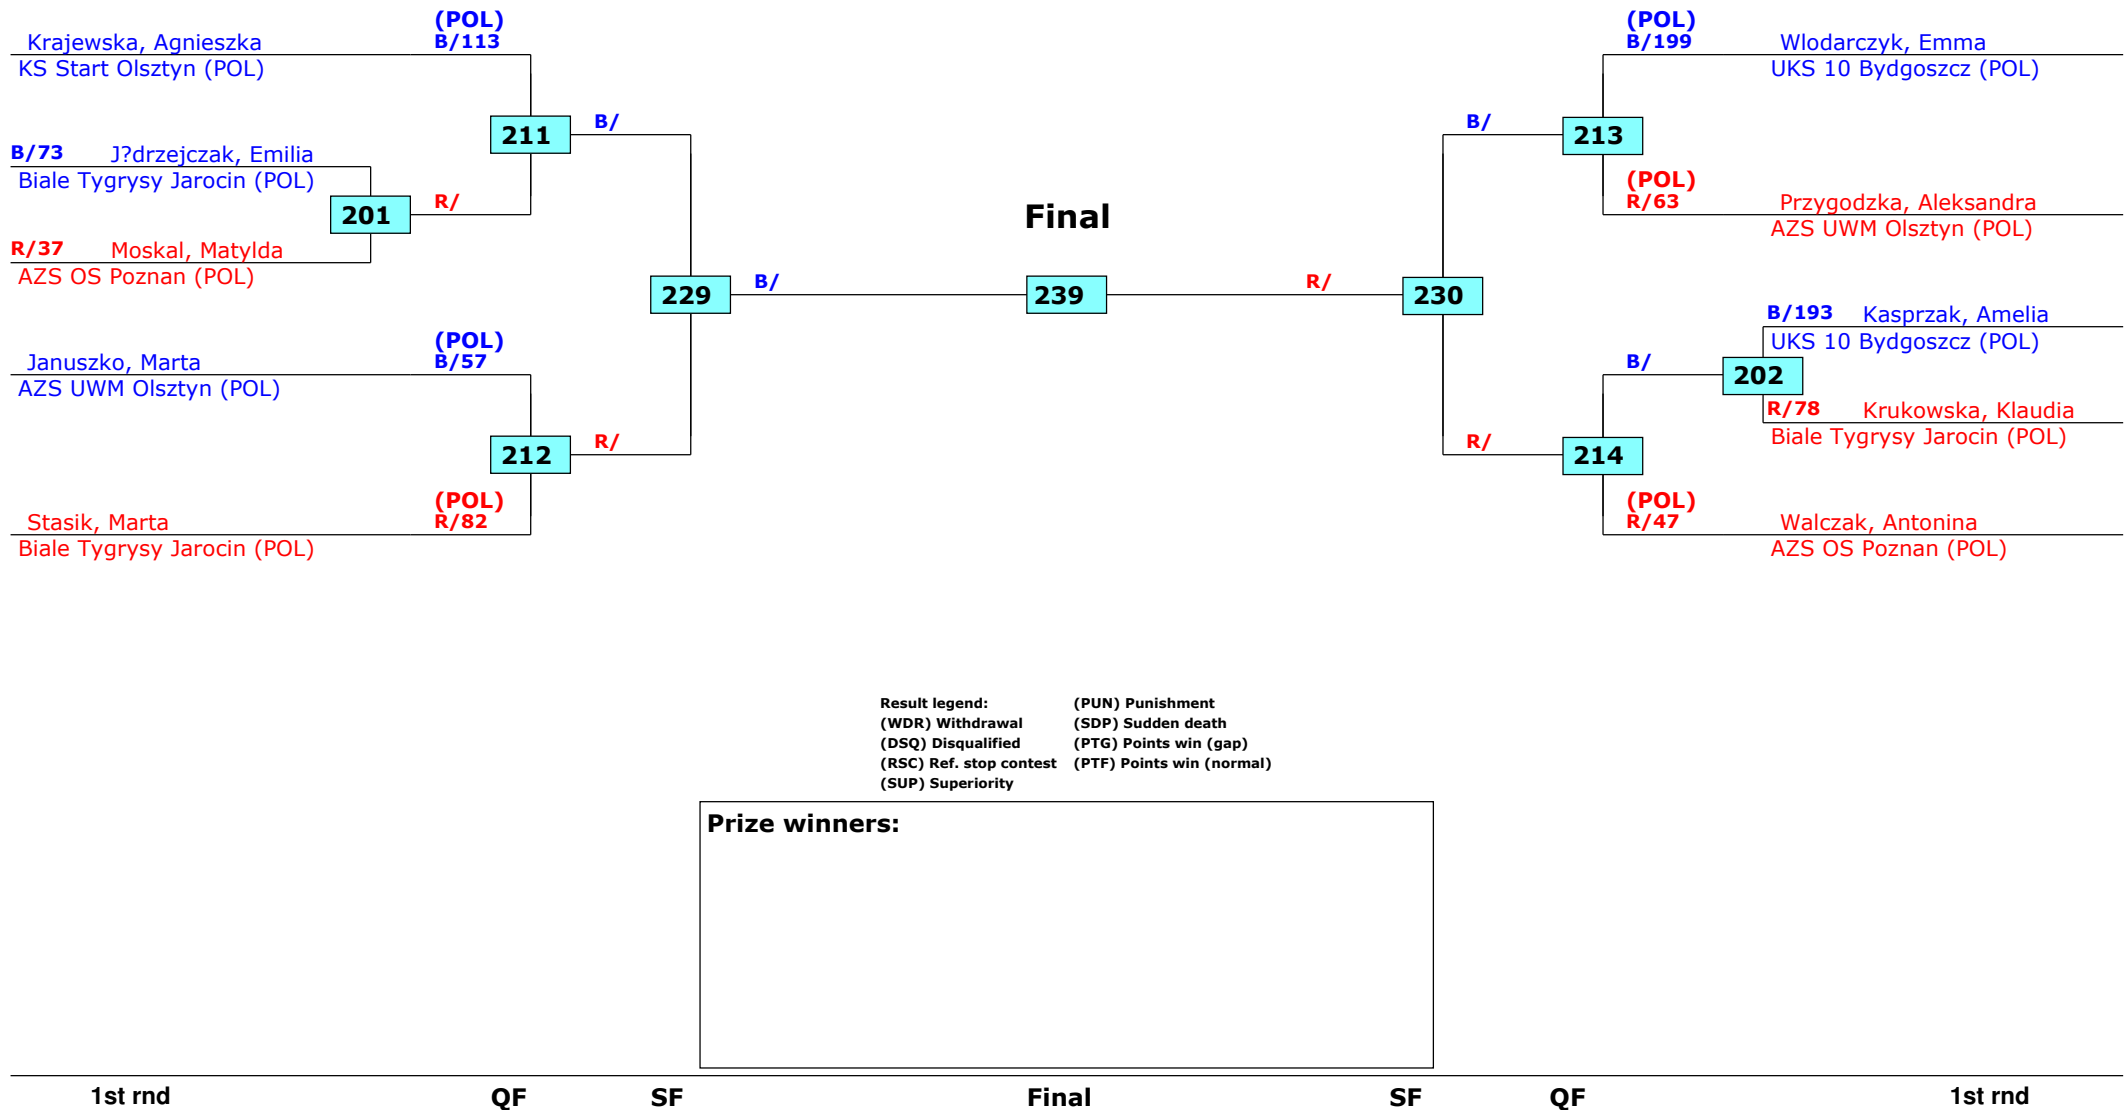 (POL)
B/113
Krajewska, Agnieszka
KS Start Olsztyn (POL)
211
B/
B/73 J?drzejczak, Emilia
Biale Tygrysy Jarocin (POL)
201
R/
R/37 Moskal, Matylda
AZS OS Poznan (POL)
229
B/
(POL)
B/57
Januszko, Marta
AZS UWM Olsztyn (POL)
212
R/
(POL)
R/82
Stasik, Marta
Biale Tygrysy Jarocin (POL)
Final
239
(POL)
B/199
Wlodarczyk, Emma
UKS 10 Bydgoszcz (POL)
B/
213
(POL)
R/63
Przygodzka, Aleksandra
AZS UWM Olsztyn (POL)
R/
230
B/193 Kasprzak, Amelia
UKS 10 Bydgoszcz (POL)
B/
202
R/78 Krukowska, Klaudia
Biale Tygrysy Jarocin (POL)
R/
214
(POL)
R/47
Walczak, Antonina
AZS OS Poznan (POL)
Result legend:
(WDR) Withdrawal
(DSQ) Disqualified
(RSC) Ref. stop contest
(SUP) Superiority
(PUN) Punishment
(SDP) Sudden death
(PTG) Points win (gap)
(PTF) Points win (normal)
Prize winners:
1st rnd QF SF Final SF QF 1st rnd